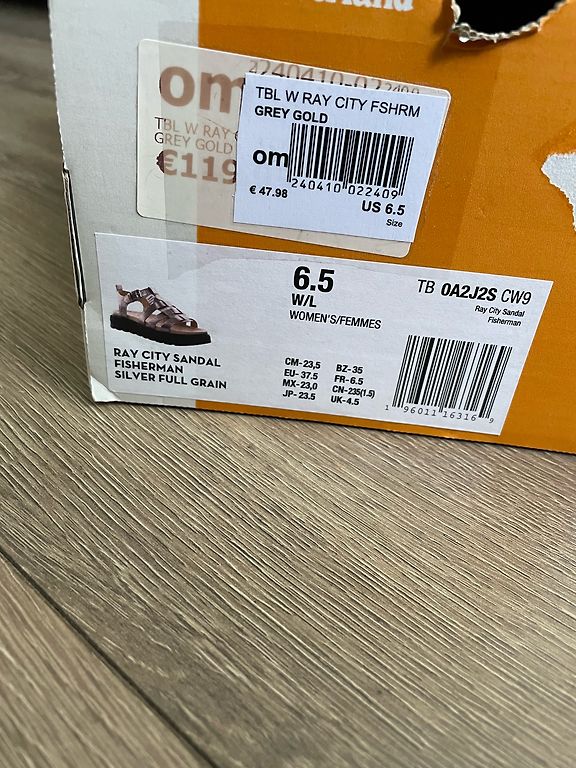 om
TBL W RAY
GREY GOLD
€119
TBL W RAY CITY FSHRM
GREY GOLD
om
240410 022409
€ 47.98
US 6.5
Size
6.5
W/L
WOMEN'S/FEMMES
TB 0A2J2S CW9
Ray City Sandal
Fisherman
RAY CITY SANDAL
FISHERMAN
SILVER FULL GRAIN
CM-23,5 BZ-35
EU- 37.5 FR-6.5
MX-23,0 CN-235(1.5)
JP- 23.5 UK-4.5
1 96011 16316 9